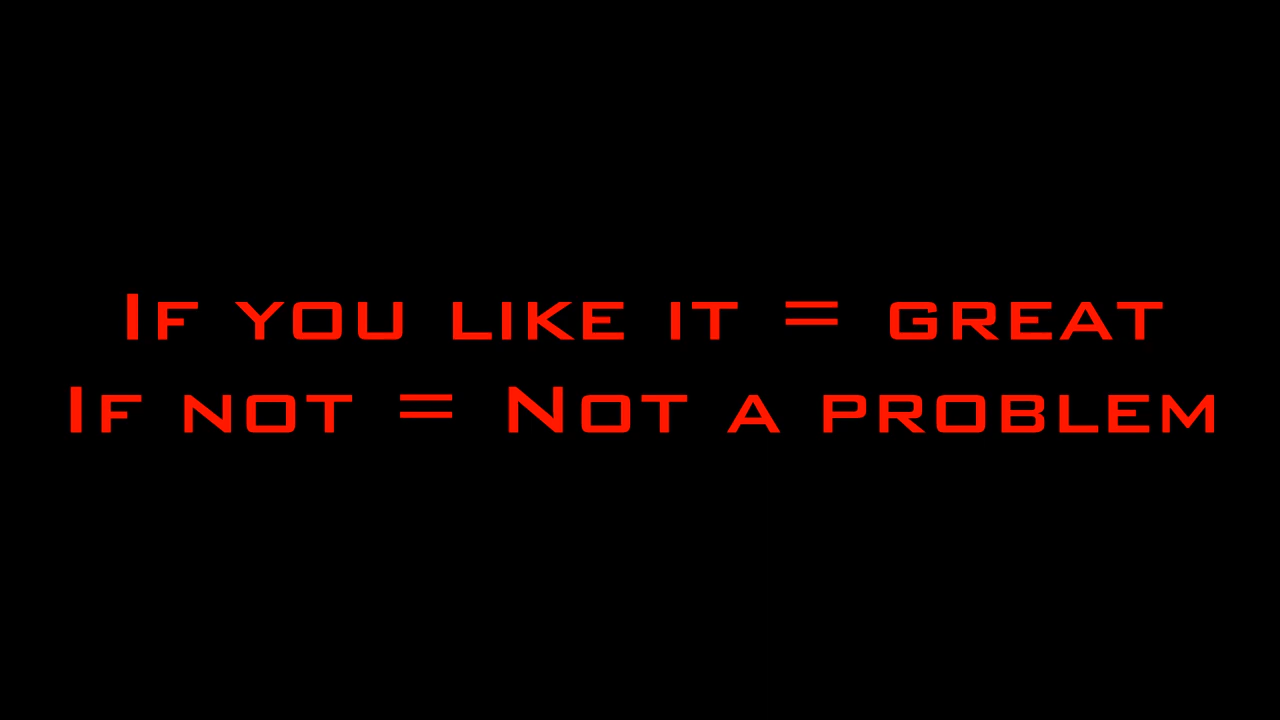 If you like it = great
If not = Not a problem